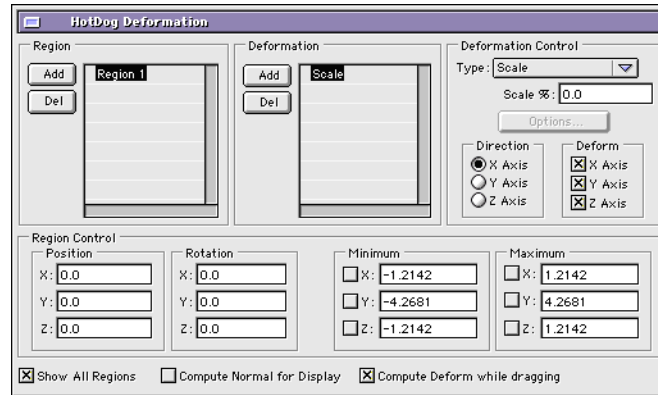 HotDog Deformation
Region
Add
Del
Region 1
Deformation
Add
Del
Scale
Deformation Control
Type: Scale
Scale %: 0.0
Options...
Direction
X Axis
Y Axis
Z Axis
Deform
X Axis
Y Axis
Z Axis
Region Control
Position
X: 0.0
Y: 0.0
Z: 0.0
Rotation
X: 0.0
Y: 0.0
Z: 0.0
Minimum
X: -1.2142
Y: -4.2681
Z: -1.2142
Maximum
X: 1.2142
Y: 4.2681
Z: 1.2142
Show All Regions
Compute Normal for Display
Compute Deform while dragging